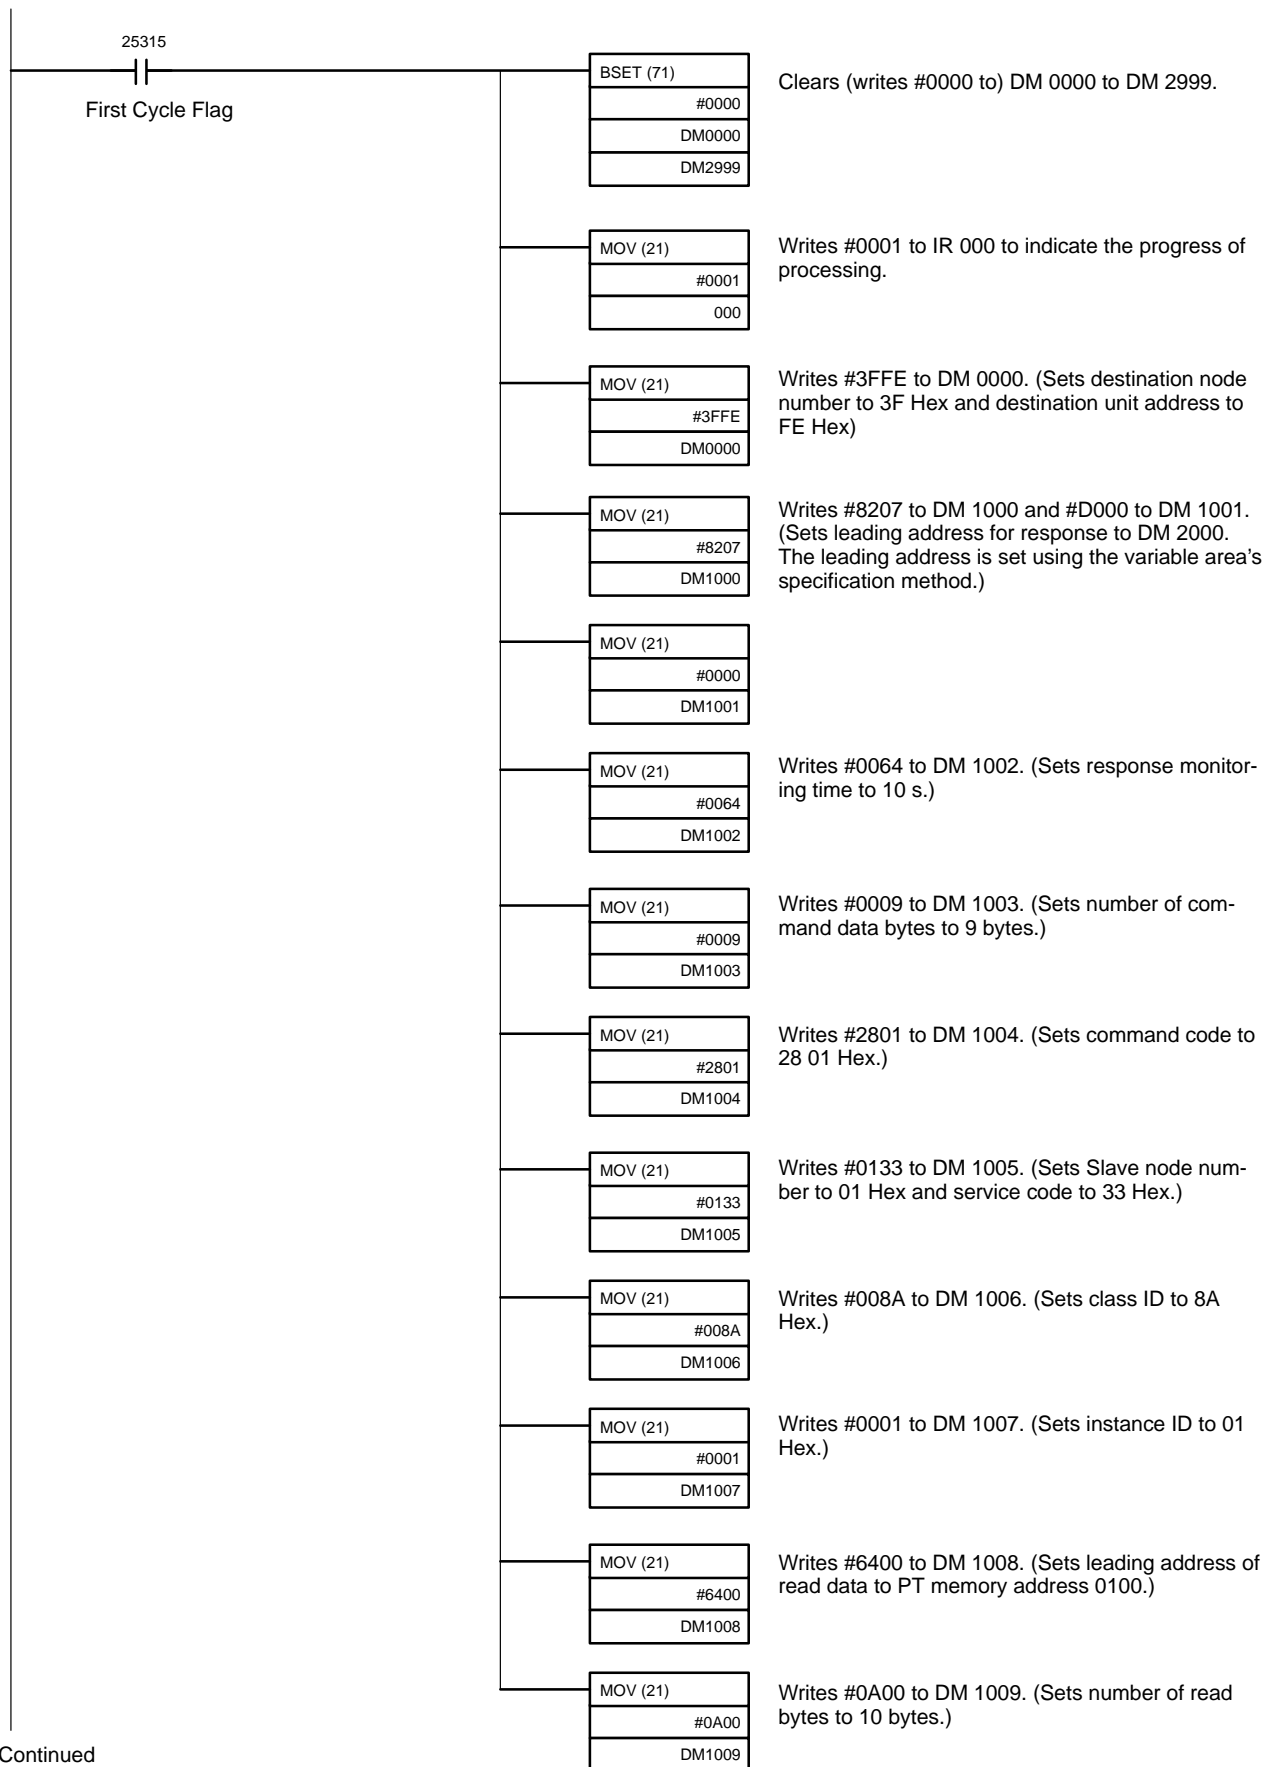 25315
First Cycle Flag
BSET (71)
#0000
DM0000
DM2999
Clears (writes #0000 to) DM 0000 to DM 2999.
MOV (21)
#0001
000
Writes #0001 to IR 000 to indicate the progress of
processing.
MOV (21)
#3FFE
DM0000
Writes #3FFE to DM 0000. (Sets destination node
number to 3F Hex and destination unit address to
FE Hex)
MOV (21)
#8207
DM1000
Writes #8207 to DM 1000 and #D000 to DM 1001.
(Sets leading address for response to DM 2000.
The leading address is set using the variable area’s
specification method.)
MOV (21)
#0000
DM1001
MOV (21)
#0064
DM1002
Writes #0064 to DM 1002. (Sets response monitor-
ing time to 10 s.)
MOV (21)
#0009
DM1003
Writes #0009 to DM 1003. (Sets number of com-
mand data bytes to 9 bytes.)
MOV (21)
#2801
DM1004
Writes #2801 to DM 1004. (Sets command code to
28 01 Hex.)
MOV (21)
#0133
DM1005
Writes #0133 to DM 1005. (Sets Slave node num-
ber to 01 Hex and service code to 33 Hex.)
MOV (21)
#008A
DM1006
Writes #008A to DM 1006. (Sets class ID to 8A
Hex.)
MOV (21)
#0001
DM1007
Writes #0001 to DM 1007. (Sets instance ID to 01
Hex.)
MOV (21)
#6400
DM1008
Writes #6400 to DM 1008. (Sets leading address of
read data to PT memory address 0100.)
MOV (21)
#0A00
DM1009
Writes #0A00 to DM 1009. (Sets number of read
bytes to 10 bytes.)
Continued